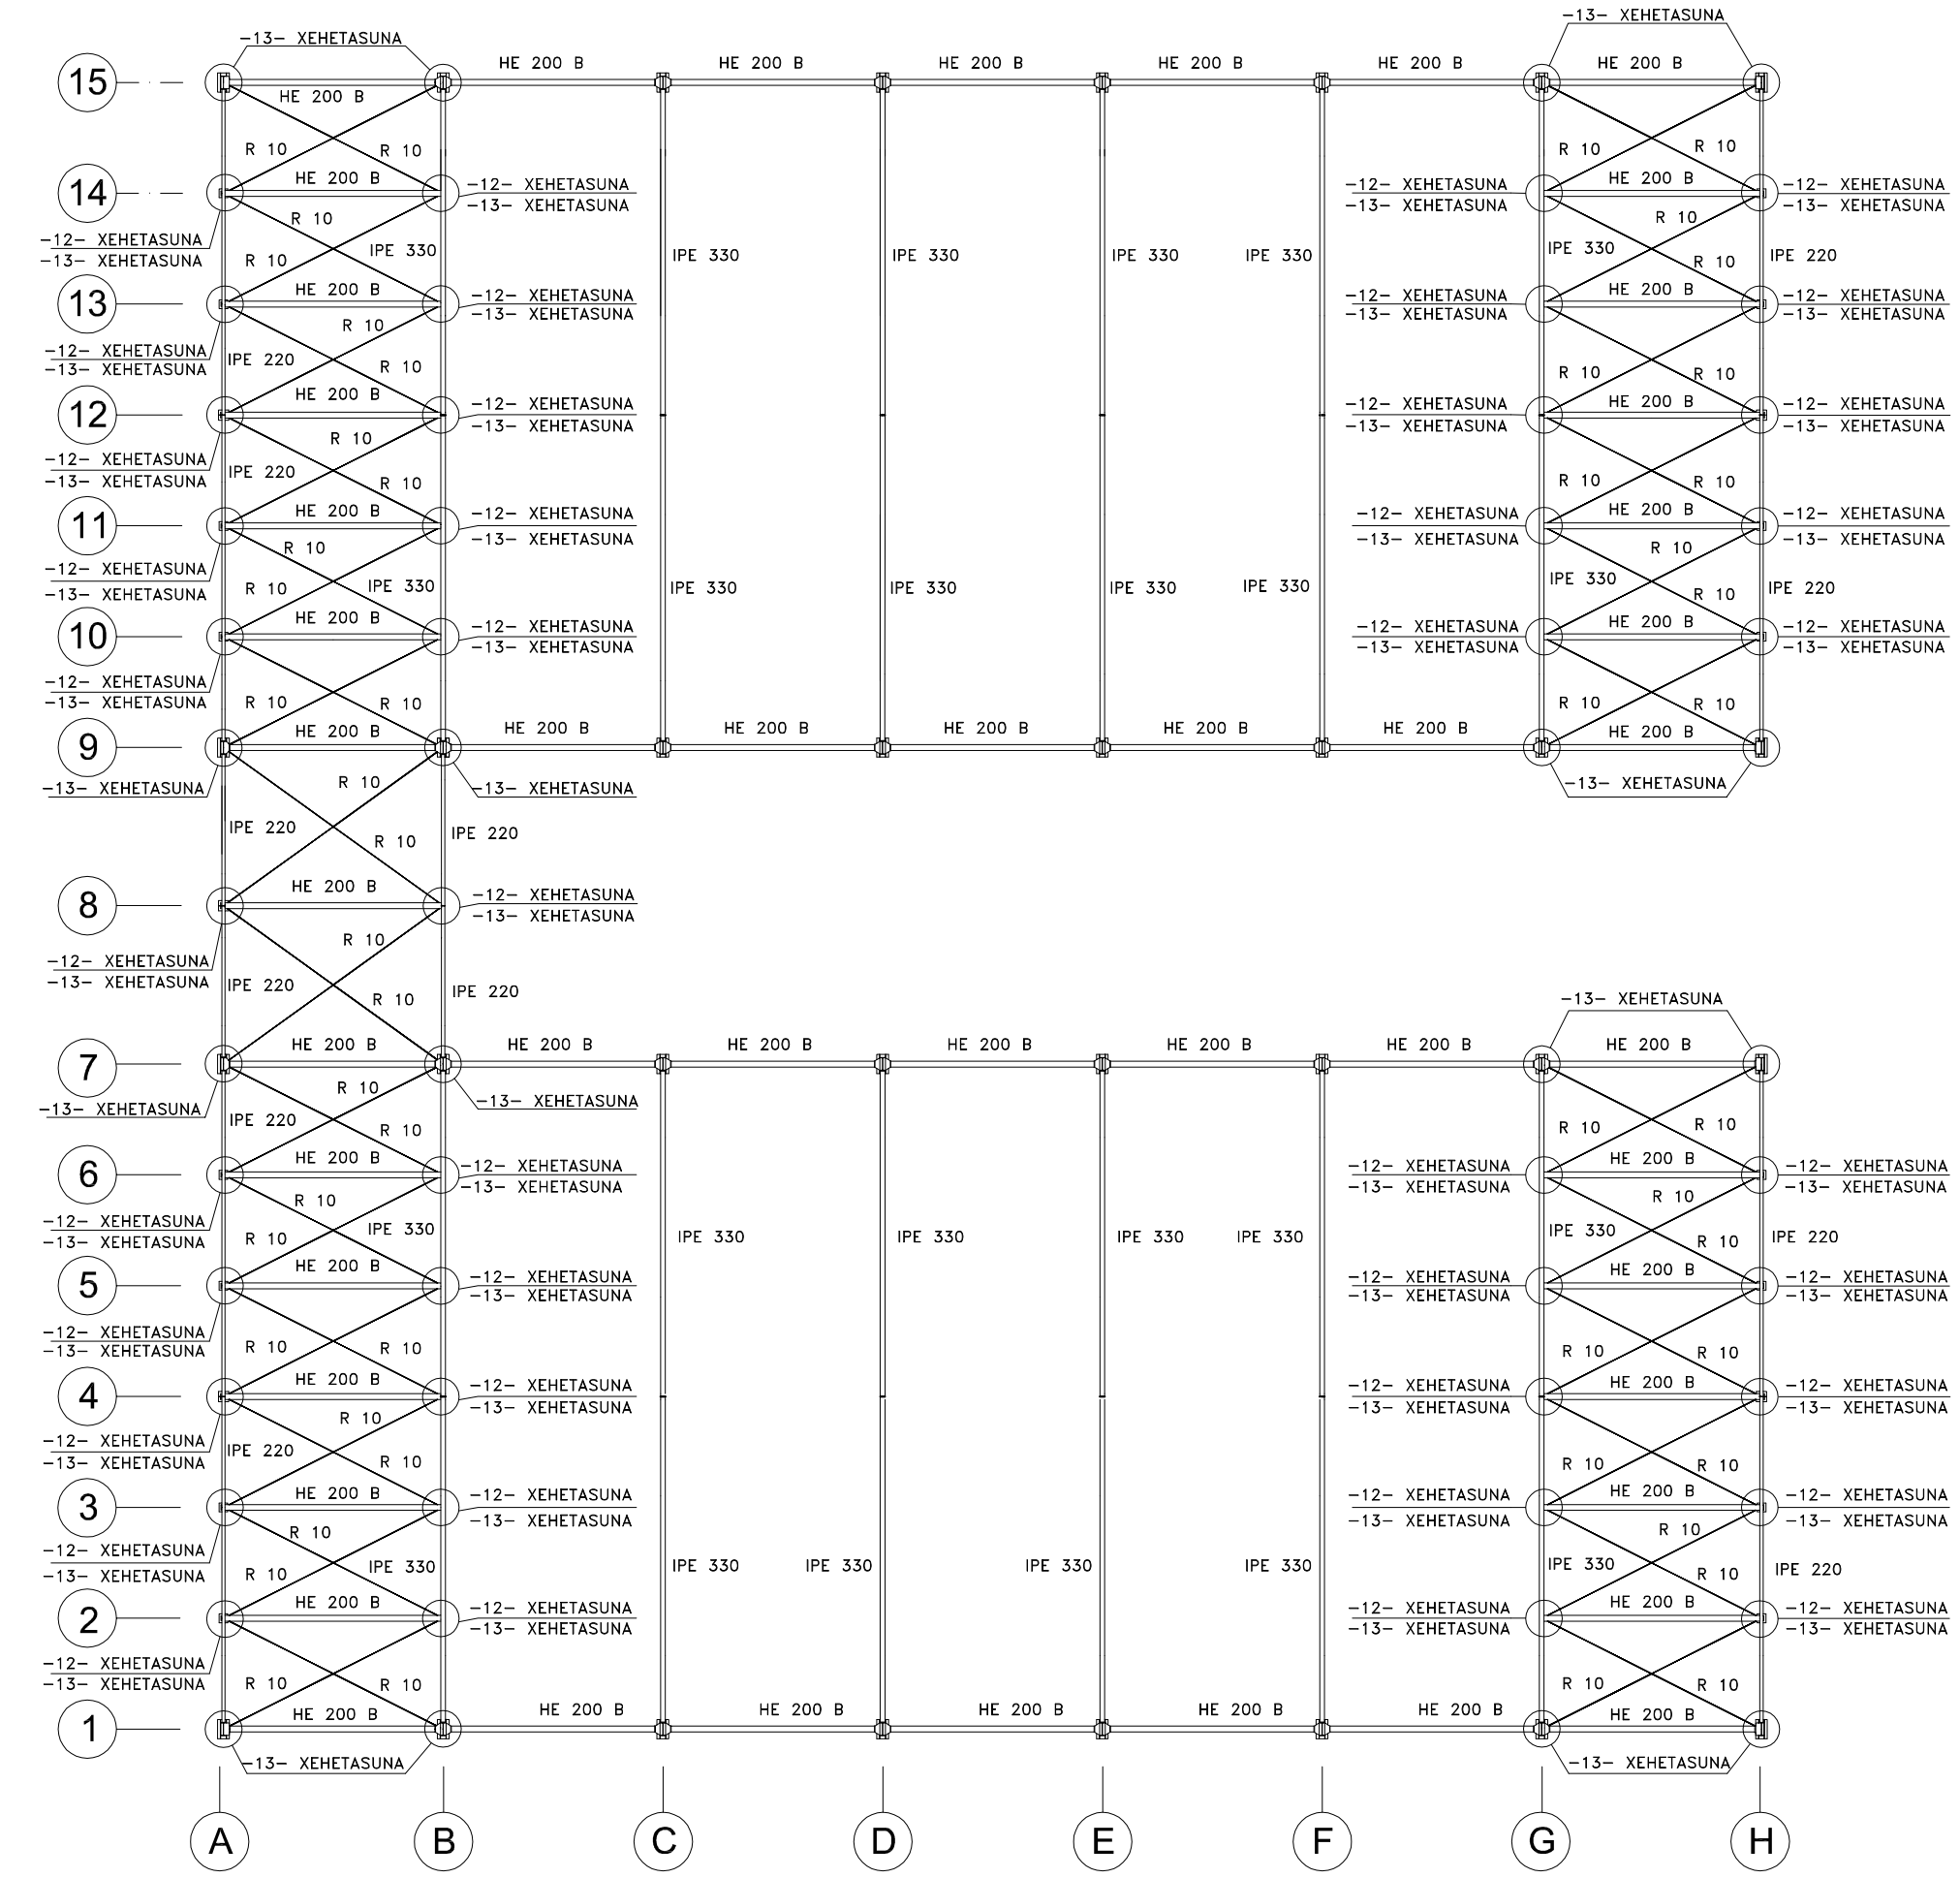 -13- XEHETASUNA
-13- XEHETASUNA
15
HE 200 B
HE 200 B
HE 200 B
HE 200 B
HE 200 B
HE 200 B
HE 200 B
R 10
R 10
R 10
R 10
14
HE 200 B
-12- XEHETASUNA
-13- XEHETASUNA
-12- XEHETASUNA
-13- XEHETASUNA
HE 200 B
-12- XEHETASUNA
-13- XEHETASUNA
-12- XEHETASUNA
-13- XEHETASUNA
R 10
R 10
IPE 330
R 10
IPE 330
IPE 330
IPE 330
IPE 330
IPE 330
R 10
R 10
IPE 220
13
HE 200 B
-12- XEHETASUNA
-13- XEHETASUNA
-12- XEHETASUNA
-13- XEHETASUNA
HE 200 B
-12- XEHETASUNA
-13- XEHETASUNA
-12- XEHETASUNA
-13- XEHETASUNA
R 10
IPE 220
R 10
R 10
R 10
12
HE 200 B
-12- XEHETASUNA
-13- XEHETASUNA
-12- XEHETASUNA
-13- XEHETASUNA
HE 200 B
-12- XEHETASUNA
-13- XEHETASUNA
-12- XEHETASUNA
-13- XEHETASUNA
R 10
IPE 220
R 10
R 10
R 10
11
HE 200 B
-12- XEHETASUNA
-13- XEHETASUNA
-12- XEHETASUNA
-13- XEHETASUNA
HE 200 B
-12- XEHETASUNA
-13- XEHETASUNA
-12- XEHETASUNA
-13- XEHETASUNA
R 10
R 10
R 10
IPE 330
IPE 330
IPE 330
IPE 330
IPE 330
IPE 330
R 10
R 10
IPE 220
10
HE 200 B
-12- XEHETASUNA
-13- XEHETASUNA
-12- XEHETASUNA
-13- XEHETASUNA
HE 200 B
-12- XEHETASUNA
-13- XEHETASUNA
-12- XEHETASUNA
-13- XEHETASUNA
R 10
R 10
R 10
R 10
9
HE 200 B
HE 200 B
HE 200 B
HE 200 B
HE 200 B
HE 200 B
HE 200 B
-13- XEHETASUNA
R 10
-13- XEHETASUNA
-13- XEHETASUNA
IPE 220
R 10
IPE 220
8
HE 200 B
-12- XEHETASUNA
-13- XEHETASUNA
R 10
-12- XEHETASUNA
-13- XEHETASUNA
IPE 220
R 10
IPE 220
-13- XEHETASUNA
7
HE 200 B
HE 200 B
HE 200 B
HE 200 B
HE 200 B
HE 200 B
HE 200 B
R 10
-13- XEHETASUNA
-13- XEHETASUNA
IPE 220
R 10
R 10
R 10
6
HE 200 B
-12- XEHETASUNA
-13- XEHETASUNA
-12- XEHETASUNA
-13- XEHETASUNA
HE 200 B
-12- XEHETASUNA
-13- XEHETASUNA
R 10
R 10
-12- XEHETASUNA
-13- XEHETASUNA
R 10
IPE 330
IPE 330
IPE 330
IPE 330
IPE 330
IPE 330
R 10
IPE 220
5
HE 200 B
-12- XEHETASUNA
-13- XEHETASUNA
-12- XEHETASUNA
-13- XEHETASUNA
HE 200 B
-12- XEHETASUNA
-13- XEHETASUNA
-12- XEHETASUNA
-13- XEHETASUNA
R 10
R 10
R 10
R 10
4
HE 200 B
-12- XEHETASUNA
-13- XEHETASUNA
-12- XEHETASUNA
-13- XEHETASUNA
HE 200 B
-12- XEHETASUNA
-13- XEHETASUNA
R 10
-12- XEHETASUNA
-13- XEHETASUNA
IPE 220
R 10
R 10
R 10
3
HE 200 B
-12- XEHETASUNA
-13- XEHETASUNA
-12- XEHETASUNA
-13- XEHETASUNA
HE 200 B
-12- XEHETASUNA
-13- XEHETASUNA
R 10
R 10
-12- XEHETASUNA
-13- XEHETASUNA
R 10
IPE 330
IPE 330
IPE 330
IPE 330
IPE 330
IPE 330
R 10
IPE 220
2
HE 200 B
-12- XEHETASUNA
-13- XEHETASUNA
-12- XEHETASUNA
-13- XEHETASUNA
HE 200 B
-12- XEHETASUNA
-13- XEHETASUNA
-12- XEHETASUNA
-13- XEHETASUNA
R 10
R 10
R 10
R 10
1
HE 200 B
HE 200 B
HE 200 B
HE 200 B
HE 200 B
HE 200 B
HE 200 B
-13- XEHETASUNA
-13- XEHETASUNA
A
B
C
D
E
F
G
H